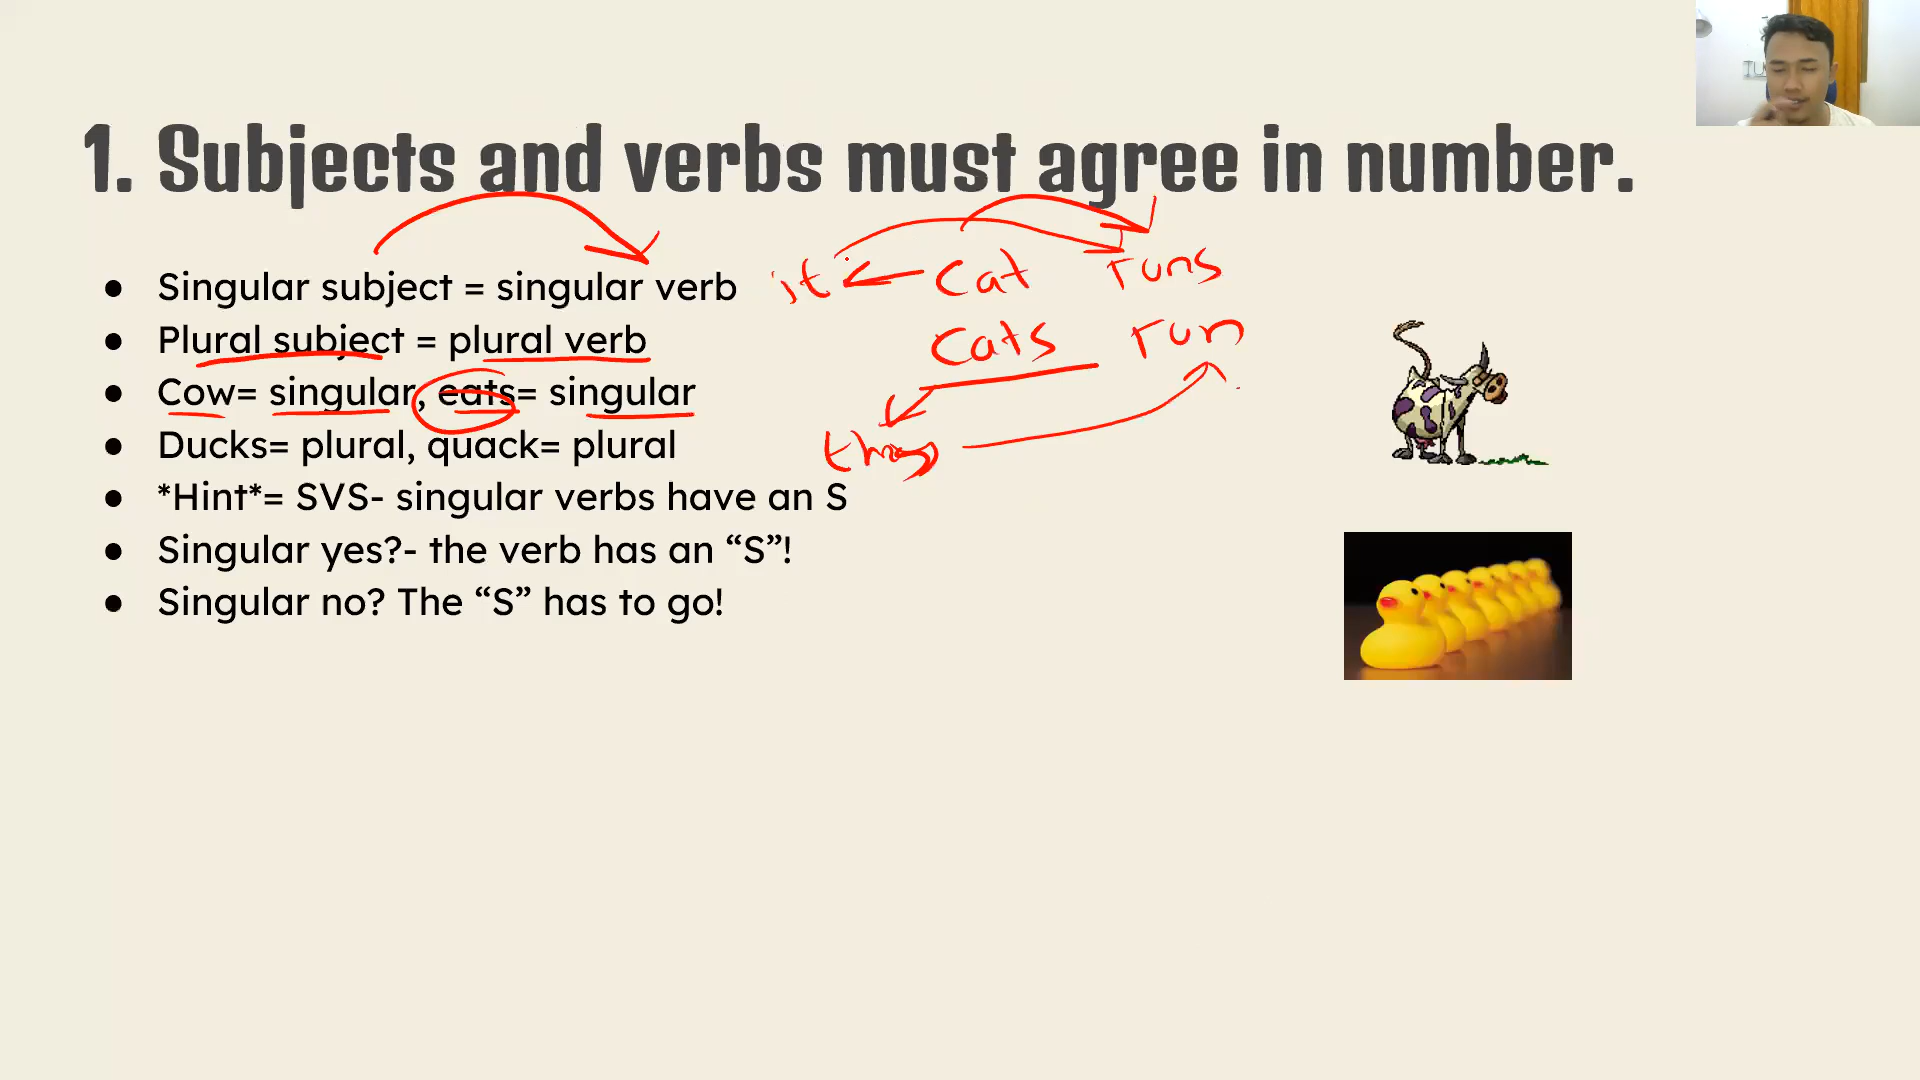 1. Subjects and verbs must agree in number.
● Singular subject = singular verb
it Cat runs
● Plural subject = plural verb
Cats run
● Cow= singular, eats= singular
● Ducks= plural, quack= plural
● *Hint*= SVS- singular verbs have an S
● Singular yes?- the verb has an “S”!
● Singular no? The “S” has to go!